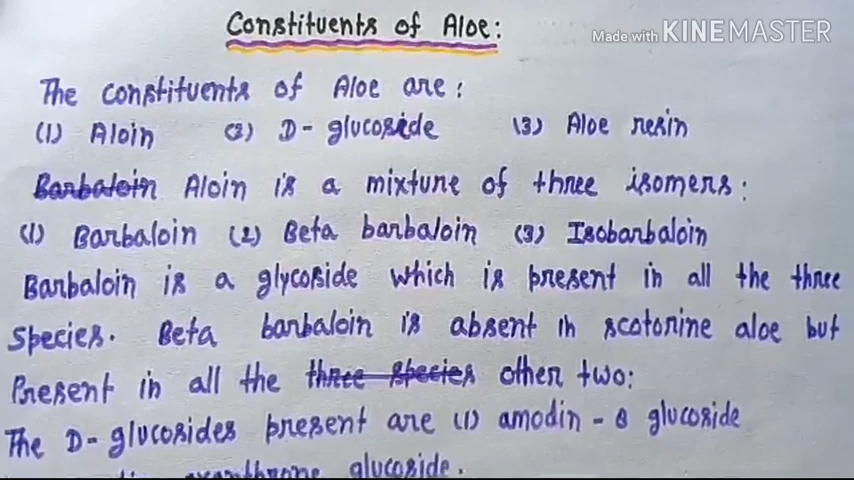 Constituents of Aloe:
Made with KINEMASTER
The constituents of Aloe are:
(1) Aloin (2) D-glucoside (3) Aloe resin
Barbaloin Aloin is a mixture of three isomers:
(1) Barbaloin (2) Beta barbaloin (3) Isobarbaloin
Barbaloin is a glycoside which is present in all the three
species. Beta barbaloin is absent in scotorine aloe but
Present in all the three species other two:
The D-glucosides present are (1) amodin - B glucoside
glucoside.